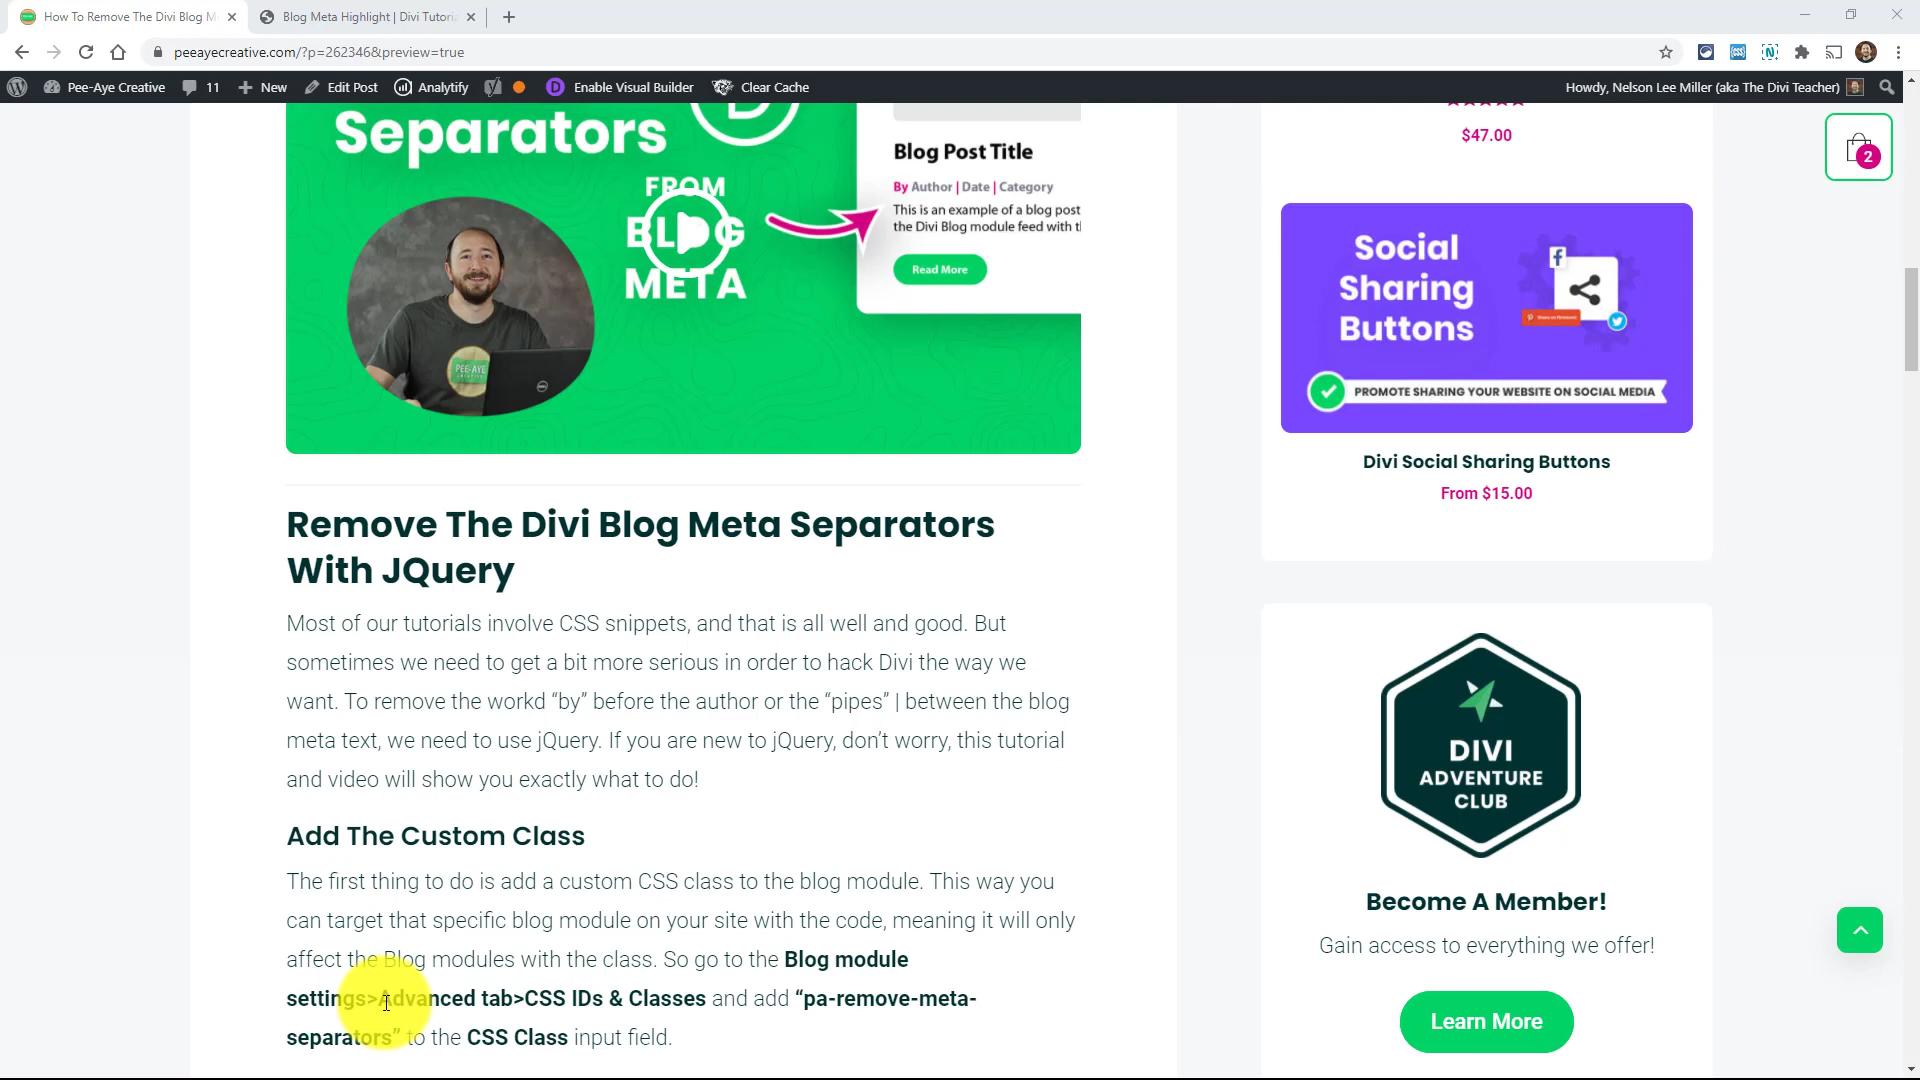 How To Remove The Divi Blog M
Blog Meta Highlight | Divi Tutori
peeayecreative.com/?p=262346&preview=true
Pee-Aye Creative
11
New
Edit Post
Analytify
Enable Visual Builder
Clear Cache
Howdy, Nelson Lee Miller (aka The Divi Teacher)
Separators
FROM
BLOG
META
PEE-AYE
CREATIVE
Blog Post Title
By Author | Date | Category
This is an example of a blog post
the Divi Blog module feed with t
Read More
Remove The Divi Blog Meta Separators
With JQuery
Most of our tutorials involve CSS snippets, and that is all well and good. But
sometimes we need to get a bit more serious in order to hack Divi the way we
want. To remove the workd “by” before the author or the “pipes” | between the blog
meta text, we need to use jQuery. If you are new to jQuery, don’t worry, this tutorial
and video will show you exactly what to do!
Add The Custom Class
The first thing to do is add a custom CSS class to the blog module. This way you
can target that specific blog module on your site with the code, meaning it will only
affect the Blog modules with the class. So go to the Blog module
settings>Advanced tab>CSS IDs & Classes and add “pa-remove-meta-
separators” to the CSS Class input field.
$47.00
2
Social
Sharing
Buttons
PROMOTE SHARING YOUR WEBSITE ON SOCIAL MEDIA
Divi Social Sharing Buttons
From $15.00
DIVI
ADVENTURE
CLUB
Become A Member!
Gain access to everything we offer!
Learn More